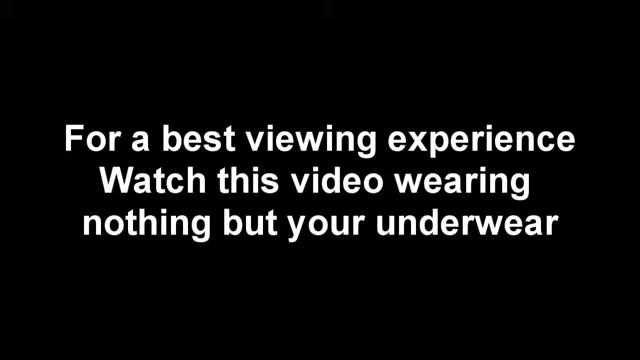 For a best viewing experience
Watch this video wearing
nothing but your underwear